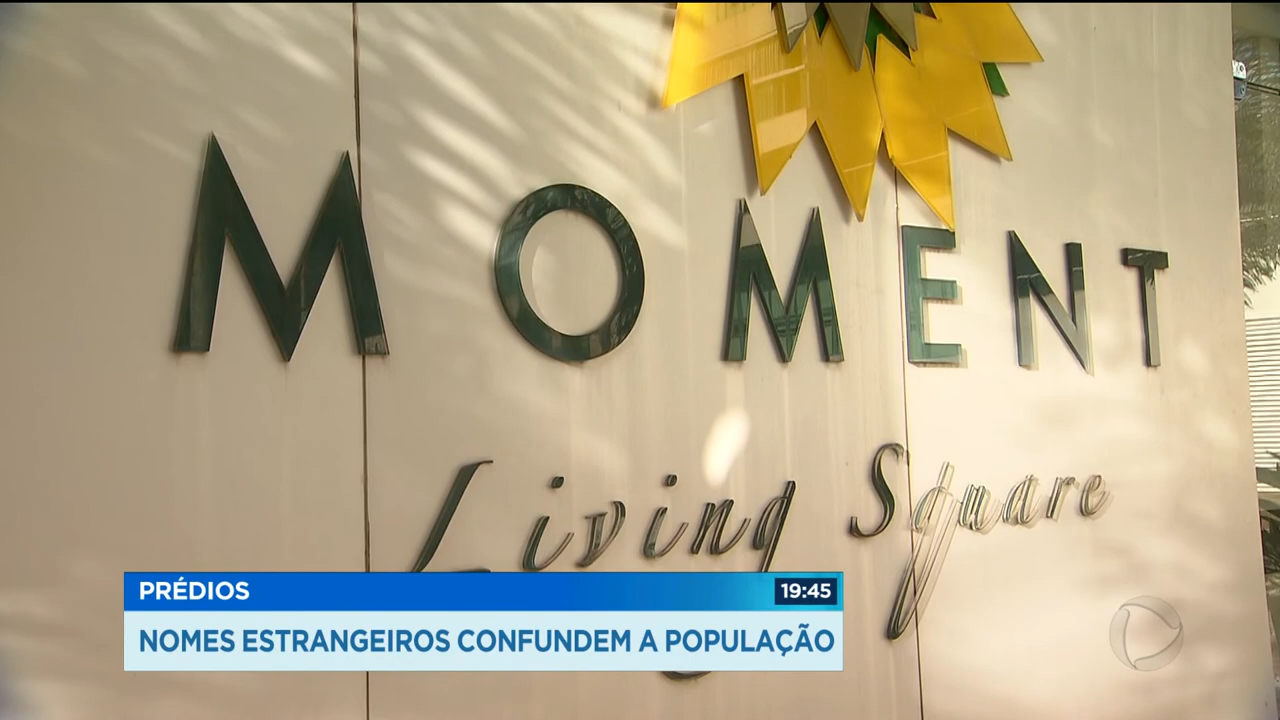 MOMENT
Living Square
PRÉDIOS
19:45
NOMES ESTRANGEIROS CONFUNDEM A POPULAÇÃO